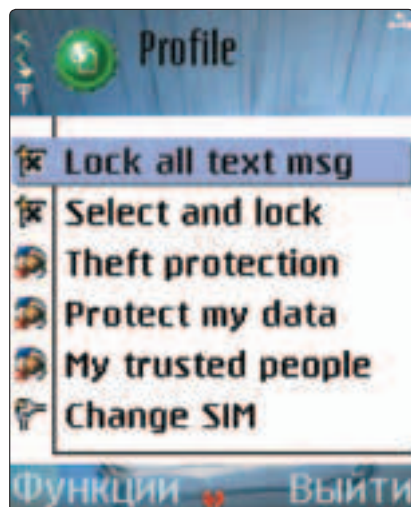 Profile
Lock all text msg
Select and lock
Theft protection
Protect my data
My trusted people
Change SIM
Функции Выйти